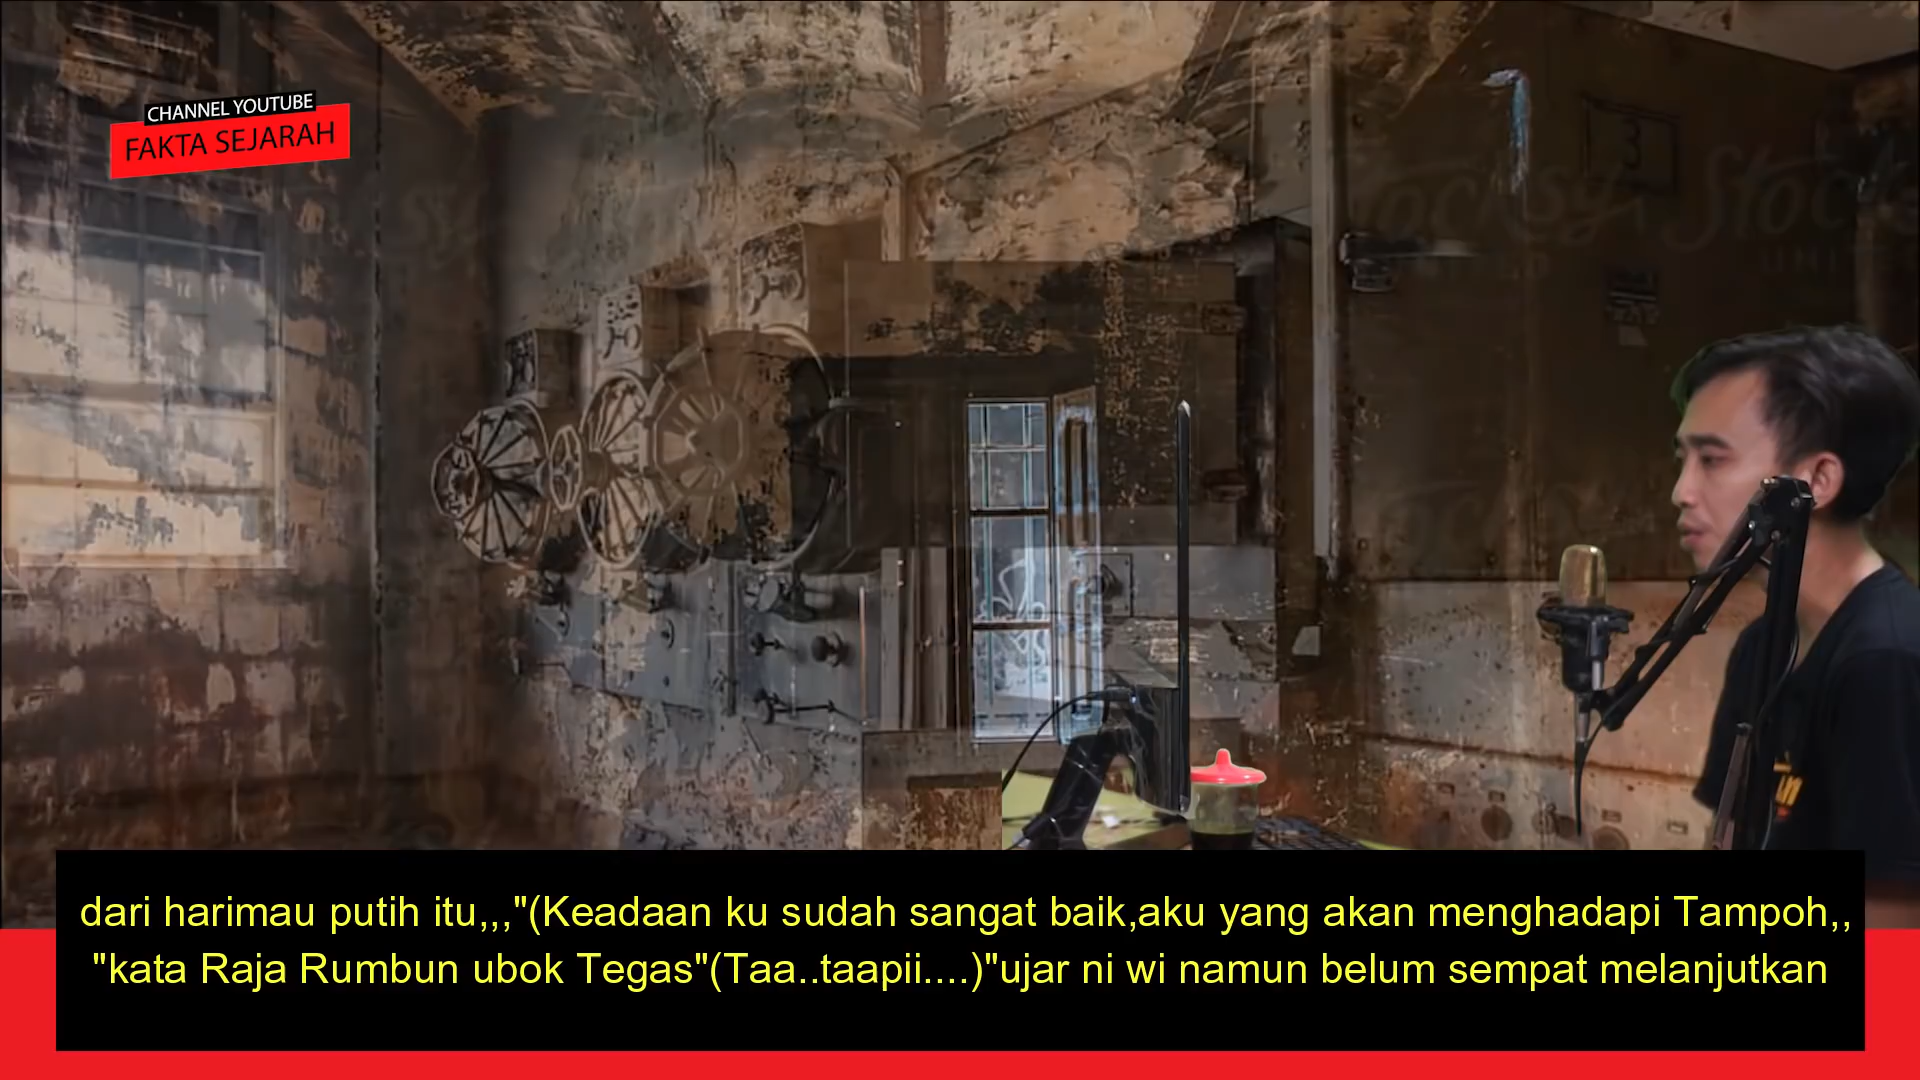 CHANNEL YOUTUBE
FAKTA SEJARAH
3
dari harimau putih itu,,,"(Keadaan ku sudah sangat baik,aku yang akan menghadapi Tampoh,,
"kata Raja Rumbun ubok Tegas"(Taa..taapii....)"ujar ni wi namun belum sempat melanjutkan